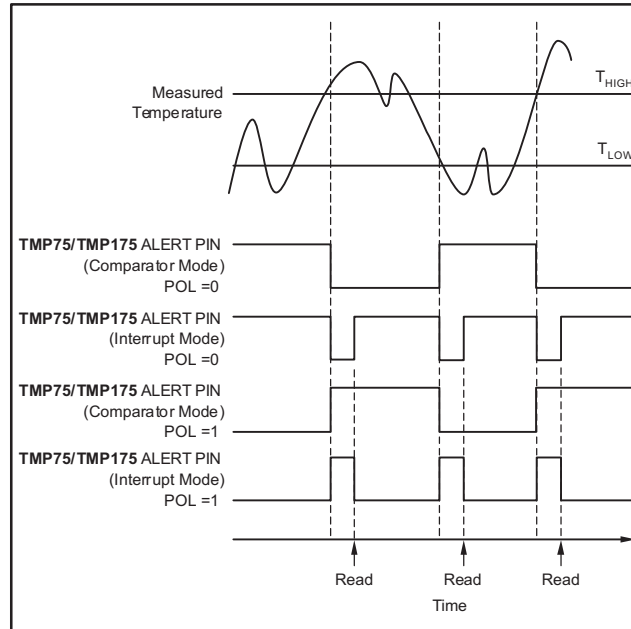 T_HIGH
Measured
Temperature
T_LOW
TMP75/TMP175 ALERT PIN
(Comparator Mode)
POL =0
TMP75/TMP175 ALERT PIN
(Interrupt Mode)
POL =0
TMP75/TMP175 ALERT PIN
(Comparator Mode)
POL =1
TMP75/TMP175 ALERT PIN
(Interrupt Mode)
POL =1
Read Read Read
Time